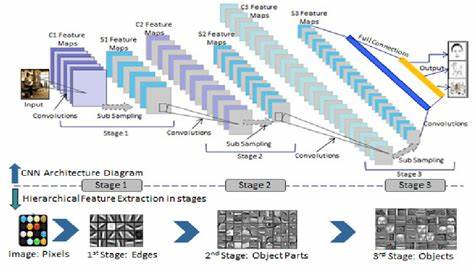 C1 Feature Maps
S1 Feature Maps
C2 Feature Maps
S2 Feature Maps
C3 Feature Maps
S3 Feature Maps
Full Connections
Output
Input
Convolutions
Sub Sampling
Stage 1
Convolutions
Sub Sampling
Stage 2
Convolutions
Sub Sampling
Convolutions
Stage 3
CNN Architecture Diagram
Hierarchical Feature Extraction in stages
Stage 1
Stage 2
Stage 3
Image: Pixels
1st Stage: Edges
2nd Stage: Object Parts
3rd Stage: Objects